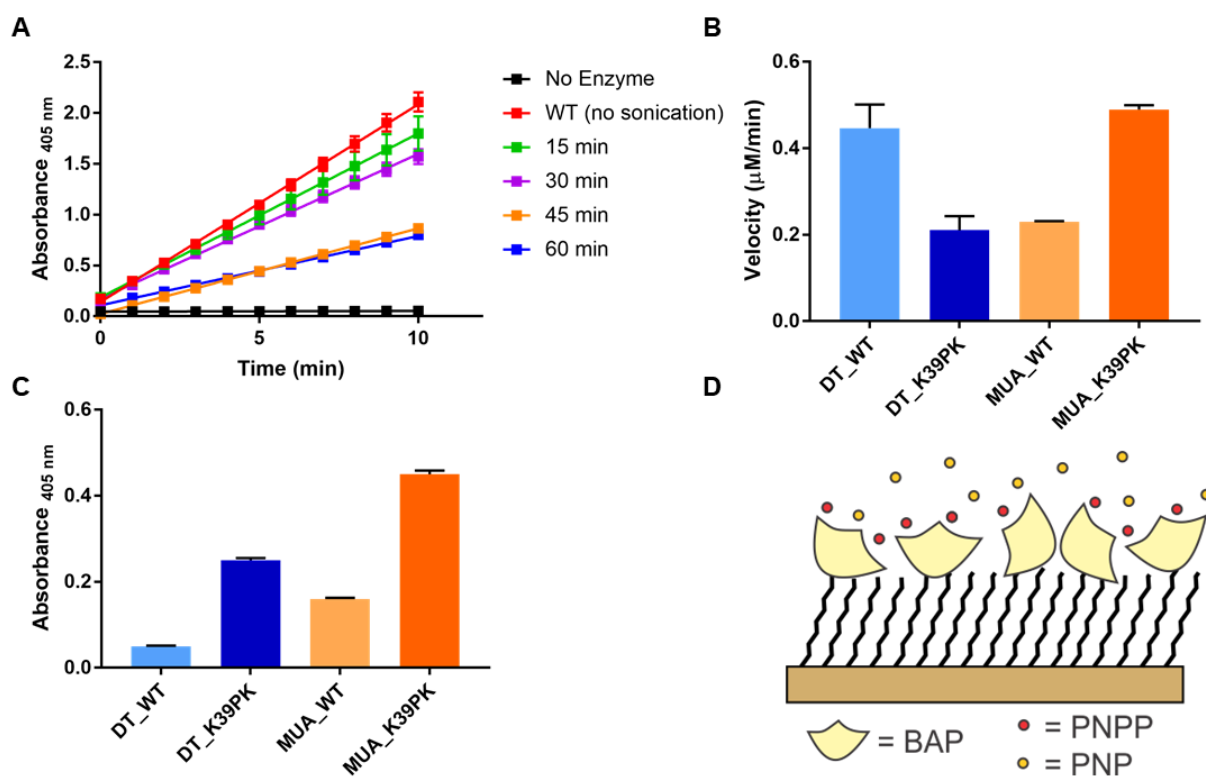 A
Absorbance 405 nm
2.5
2.0
1.5
1.0
0.5
0.0
0
5
10
Time (min)
No Enzyme
WT (no sonication)
15 min
30 min
45 min
60 min
B
Velocity (μM/min)
0.6
0.4
0.2
0.0
DT_WT
DT_K39PK
MUA_WT
MUA_K39PK
C
Absorbance 405 nm
0.6
0.4
0.2
0.0
DT_WT
DT_K39PK
MUA_WT
MUA_K39PK
D
= BAP
= PNPP
= PNP